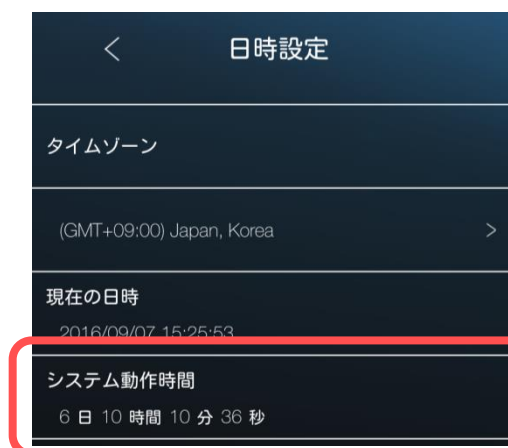 日時設定
タイムゾーン
(GMT+09:00) Japan, Korea
現在の日時
2016/09/07 15:25:53
システム動作時間
6 日 10 時間 10 分 36 秒